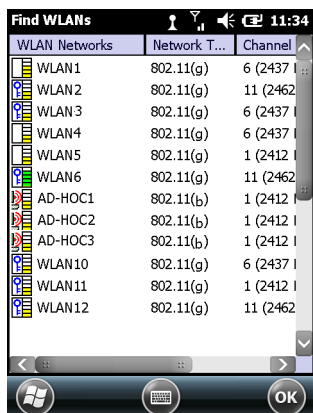 Find WLANs 11:34
WLAN Networks Network T... Channel
WLAN1 802.11(g) 6 (2437
WLAN2 802.11(g) 11 (2462
WLAN3 802.11(g) 6 (2437
WLAN4 802.11(g) 6 (2437
WLAN5 802.11(g) 1 (2412
WLAN6 802.11(g) 11 (2462
AD-HOC1 802.11(b) 1 (2412
AD-HOC2 802.11(b) 1 (2412
AD-HOC3 802.11(b) 1 (2412
WLAN10 802.11(g) 6 (2437
WLAN11 802.11(g) 1 (2412
WLAN12 802.11(g) 11 (2462
OK